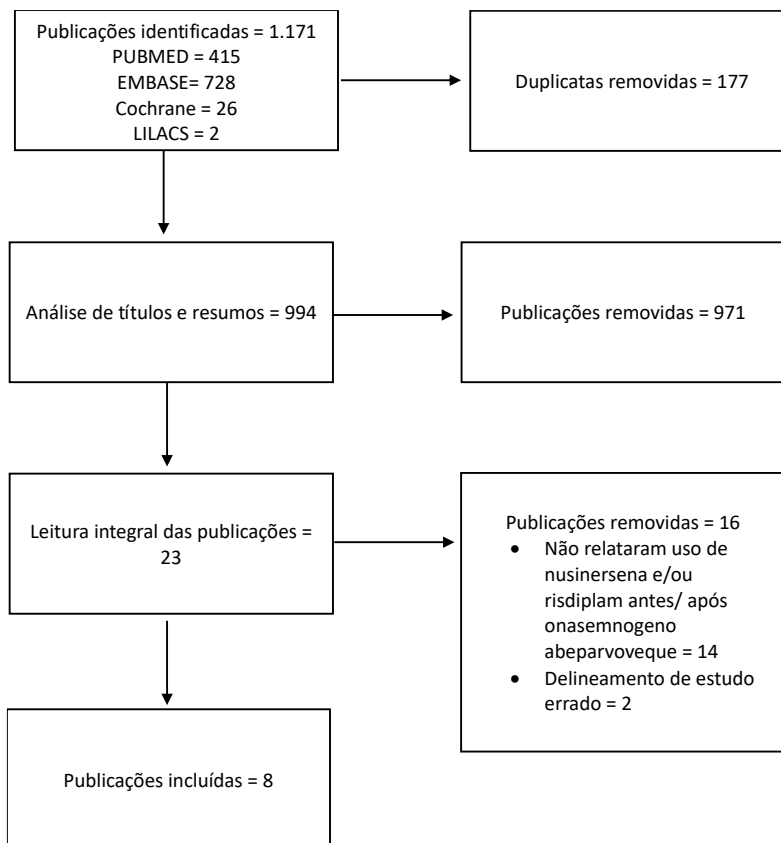 Publicações identificadas = 1.171
PUBMED = 415
EMBASE= 728
Cochrane = 26
LILACS = 2
Duplicatas removidas = 177
Análise de títulos e resumos = 994
Publicações removidas = 971
Leitura integral das publicações =
23
Publicações removidas = 16
• Não relataram uso de
nusinersena e/ou
risdiplam antes/ após
onasemnogeno
abeparvoveque = 14
• Delineamento de estudo
errado = 2
Publicações incluídas = 8